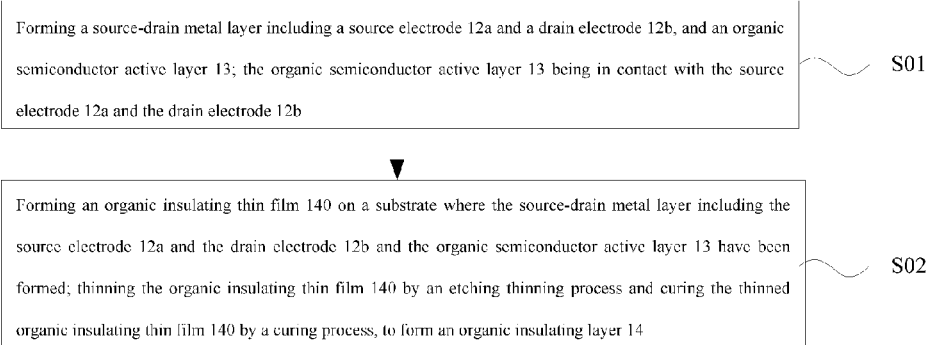 Forming a source-drain metal layer including a source electrode 12a and a drain electrode 12b, and an organic
semiconductor active layer 13; the organic semiconductor active layer 13 being in contact with the source
electrode 12a and the drain electrode 12b
S01
Forming an organic insulating thin film 140 on a substrate where the source-drain metal layer including the
source electrode 12a and the drain electrode 12b and the organic semiconductor active layer 13 have been
formed; thinning the organic insulating thin film 140 by an etching thinning process and curing the thinned
organic insulating thin film 140 by a curing process, to form an organic insulating layer 14
S02